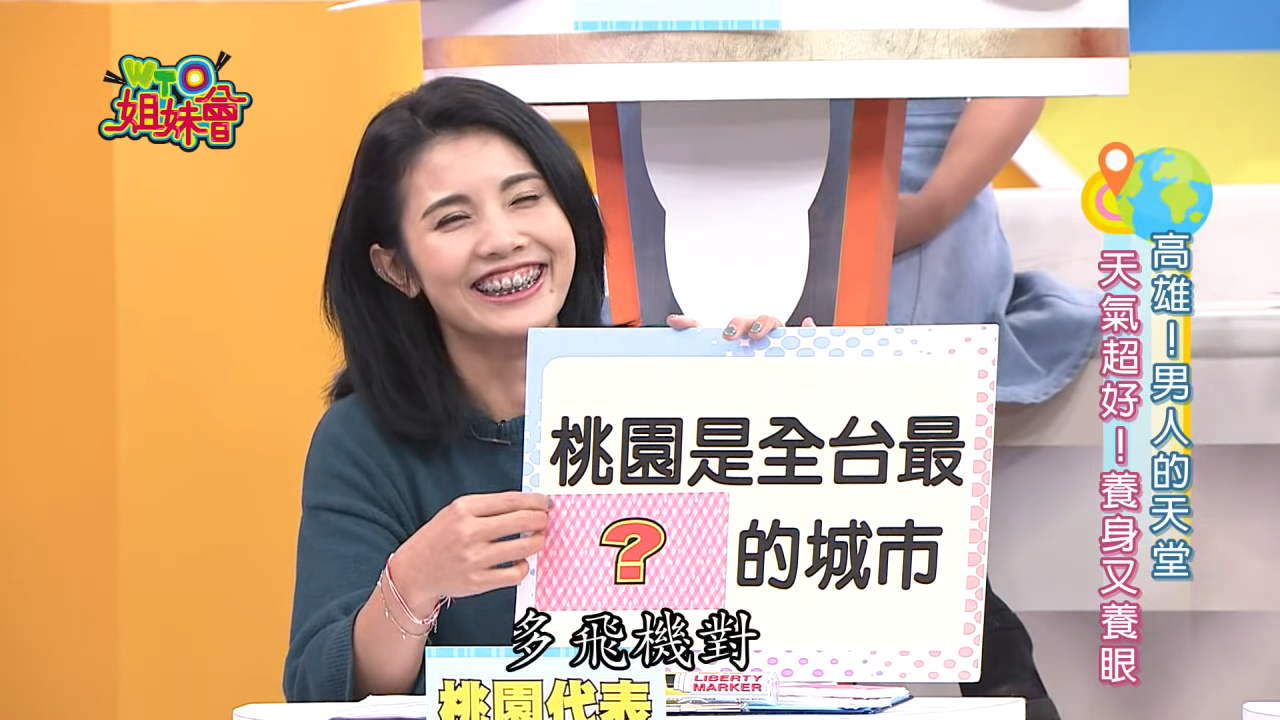 WTO
姐妹會
高雄！男人的天堂
天氣超好！養身又養眼
桃園是全台最
?的城市
多飛機對
LIBERTY
MARKER
桃園代表